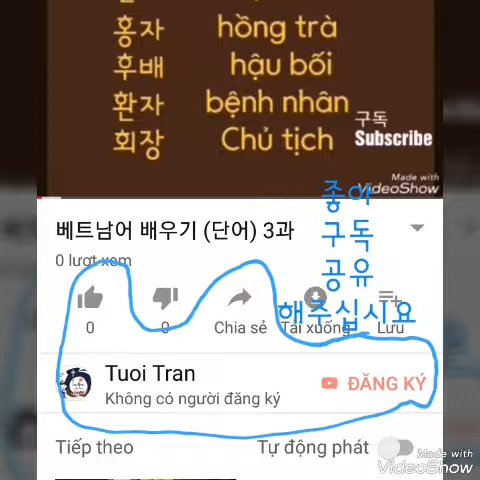 홍자 hồng trà
후배 hậu bối
환자 bệnh nhân
회장 Chủ tịch
구독
Subscribe
Made with
VideoShow
좋아
구독
공유
해주십시요
베트남어 배우기 (단어) 3과
0 lượt xem
0 0 Chia sẻ Tải xuống Lưu
Tuoi Tran
Không có người đăng ký
ĐĂNG KÝ
Tiếp theo Tự động phát
Made with
VideoShow